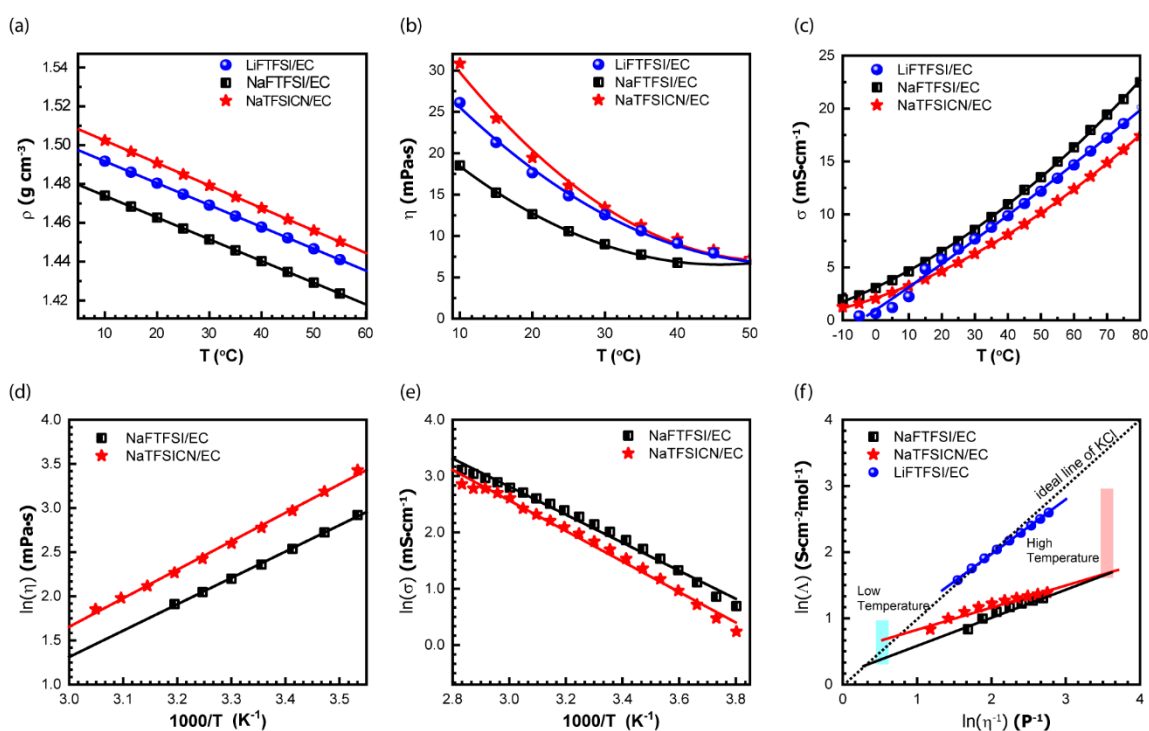 (a)
1.54
1.52
1.50
1.48
1.46
1.44
1.42
10 20 30 40 50 60
ρ (g cm⁻³)
T (°C)
LiFTFSI/EC
NaFTFSI/EC
NaTFSICN/EC
(b)
30
25
20
15
10
5
0
10 20 30 40 50
η (mPa•s)
T (°C)
LiFTFSI/EC
NaFTFSI/EC
NaTFSICN/EC
(c)
25
20
15
10
5
0
-10 0 10 20 30 40 50 60 70 80
σ (mS•cm⁻¹)
T (°C)
LiFTFSI/EC
NaFTFSI/EC
NaTFSICN/EC
(d)
4.0
3.5
3.0
2.5
2.0
1.5
1.0
3.0 3.1 3.2 3.3 3.4 3.5
ln(η) (mPa•s)
1000/T (K⁻¹)
NaFTFSI/EC
NaTFSICN/EC
(e)
4.0
3.0
2.0
1.0
0.0
2.8 3.0 3.2 3.4 3.6 3.8
ln(σ) (mS•cm⁻¹)
1000/T (K⁻¹)
NaFTFSI/EC
NaTFSICN/EC
(f)
4
3
2
1
0
0 1 2 3 4
ln(Λ) (S•cm⁻²mol⁻¹)
ln(η⁻¹) (P⁻¹)
NaFTFSI/EC
NaTFSICN/EC
LiFTFSI/EC
ideal line of KCl
High
Temperature
Low
Temperature